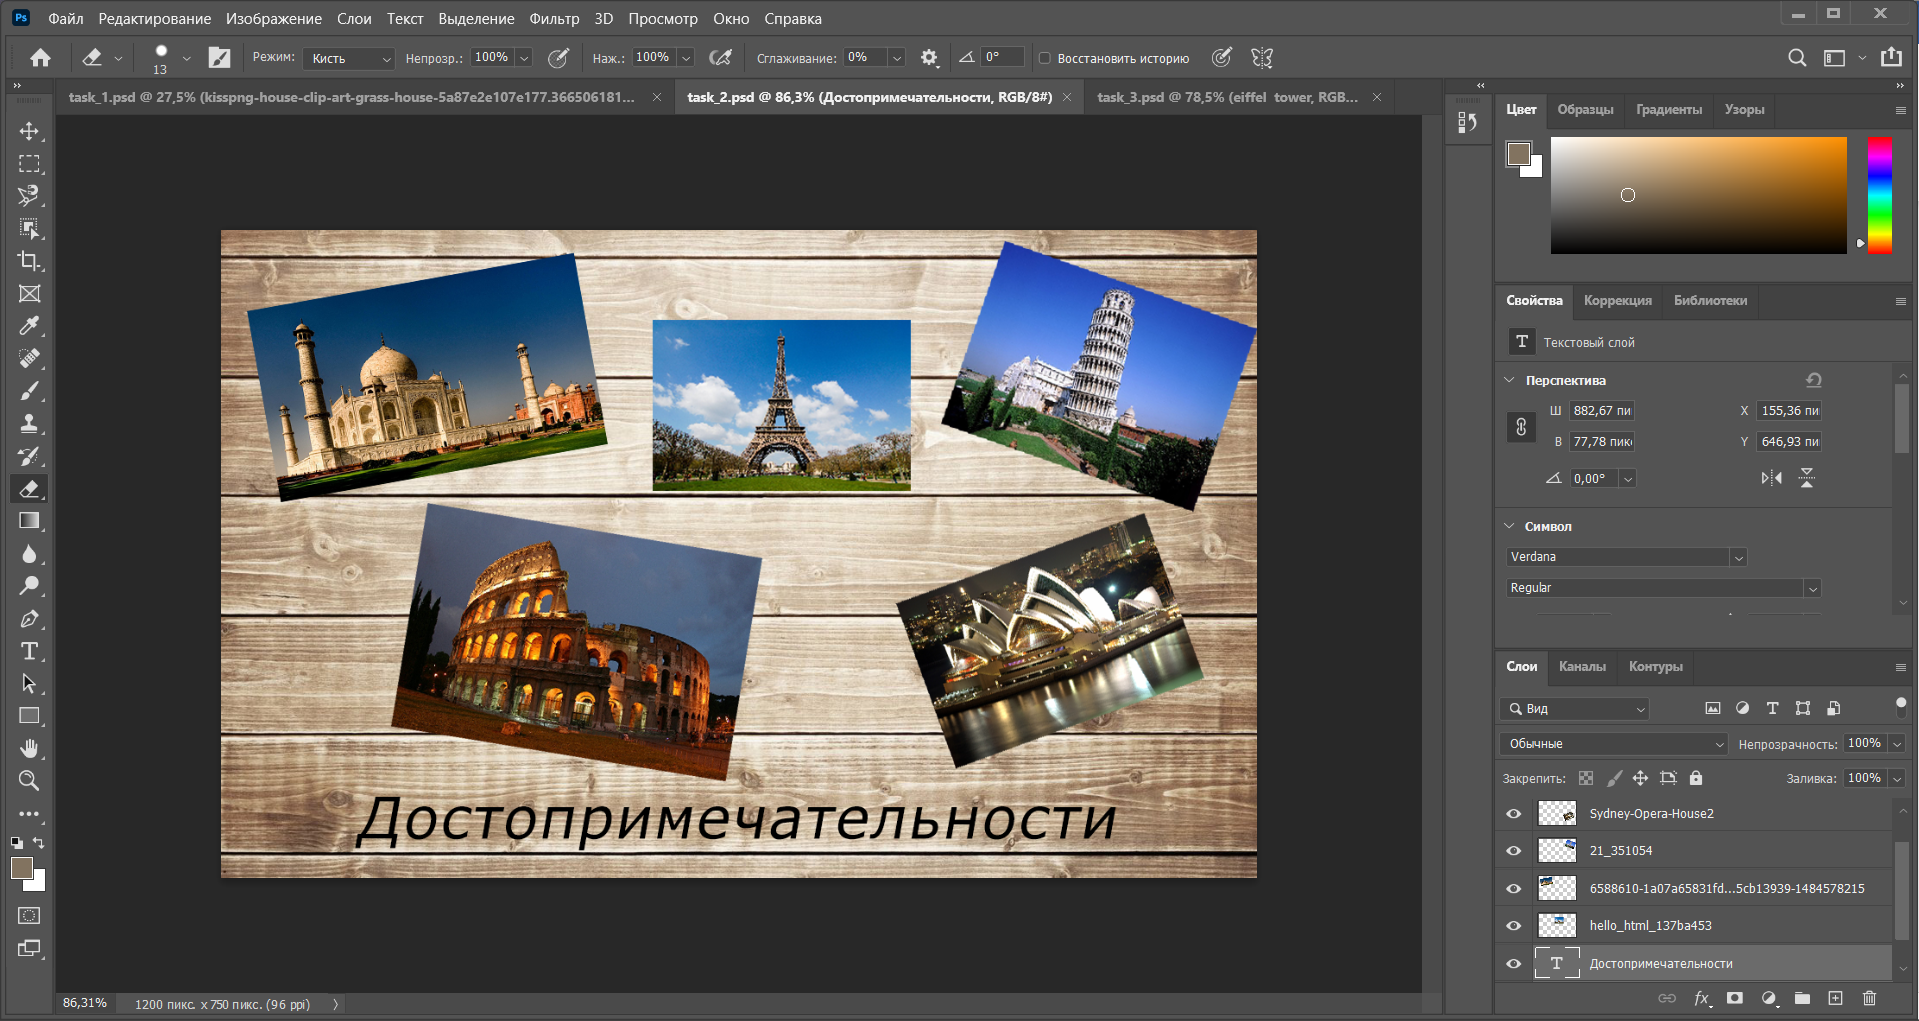 Ps Файл Редактирование Изображение Слои Текст Выделение Фильтр 3D Просмотр Окно Справка
13 Режим: Кисть Непрозр.: 100% Наж.: 100% Сглаживание: 0% 0° Восстановить историю
task_1.psd @ 27,5% (kisspng-house-clip-art-grass-house-5a87e2e107e177.366506181...
task_2.psd @ 86,3% (Достопримечательности, RGB/8#)
task_3.psd @ 78,5% (eiffel tower, RGB...
Цвет Образцы Градиенты Узоры
Свойства Коррекция Библиотеки
T Текстовый слой
Перспектива
Ш 882,67 пи X 155,36 пи
В 77,78 пик Y 646,93 пи
0,00°
Символ
Verdana
Regular
Слои Каналы Контуры
Вид
Обычные Непрозрачность: 100%
Закрепить: Заливка: 100%
Sydney-Opera-House2
21_351054
6588610-1a07a65831fd...5cb13939-1484578215
hello_html_137ba453
T Достопримечательности
fx
Достопримечательности
86,31% 1200 пикс. x 750 пикс. (96 ppi)